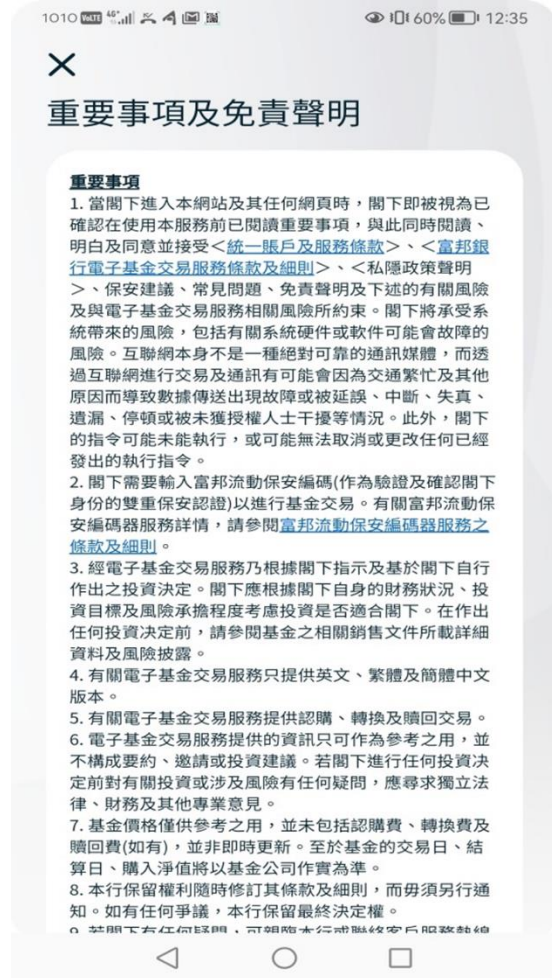 1010 VoLTE 4G 60% 12:35
重要事項及免責聲明
重要事項
1. 當閣下進入本網站及其任何網頁時，閣下即被視為已
確認在使用本服務前已閱讀重要事項，與此同時閱讀、
明白及同意並接受＜統一賬戶及服務條款＞、＜富邦銀
行電子基金交易服務條款及細則＞、＜私隱政策聲明
＞、保安建議、常見問題、免責聲明及下述的有關風險
及與電子基金交易服務相關風險所約束。閣下將承受系
統帶來的風險，包括有關系統硬件或軟件可能會故障的
風險。互聯網本身不是一種絕對可靠的通訊媒體，而透
過互聯網進行交易及通訊有可能會因為交通繁忙及其他
原因而導致數據傳送出現故障或被延誤、中斷、失真、
遺漏、停頓或被未獲授權人士干擾等情況。此外，閣下
的指令可能未能執行，或可能無法取消或更改任何已經
發出的執行指令。
2. 閣下需要輸入富邦流動保安編碼(作為驗證及確認閣下
身份的雙重保安認證)以進行基金交易。有關富邦流動保
安編碼器服務詳情，請參閱富邦流動保安編碼器服務之
條款及細則。
3. 經電子基金交易服務乃根據閣下指示及基於閣下自行
作出之投資決定。閣下應根據閣下自身的財務狀況、投
資目標及風險承擔程度考慮投資是否適合閣下。在作出
任何投資決定前，請參閱基金之相關銷售文件所載詳細
資料及風險披露。
4. 有關電子基金交易服務只提供英文、繁體及簡體中文
版本。
5. 有關電子基金交易服務提供認購、轉換及贖回交易。
6. 電子基金交易服務提供的資訊只可作為參考之用，並
不構成要約、邀請或投資建議。若閣下進行任何投資決
定前對有關投資或涉及風險有任何疑問，應尋求獨立法
律、財務及其他專業意見。
7. 基金價格僅供參考之用，並未包括認購費、轉換費及
贖回費(如有)，並非即時更新。至於基金的交易日、結
算日、購入淨值將以基金公司作實為準。
8. 本行保留權利隨時修訂其條款及細則，而毋須另行通
知。如有任何爭議，本行保留最終決定權。
9. 若閣下有任何疑問，可親臨本行或聯絡客戶服務熱線